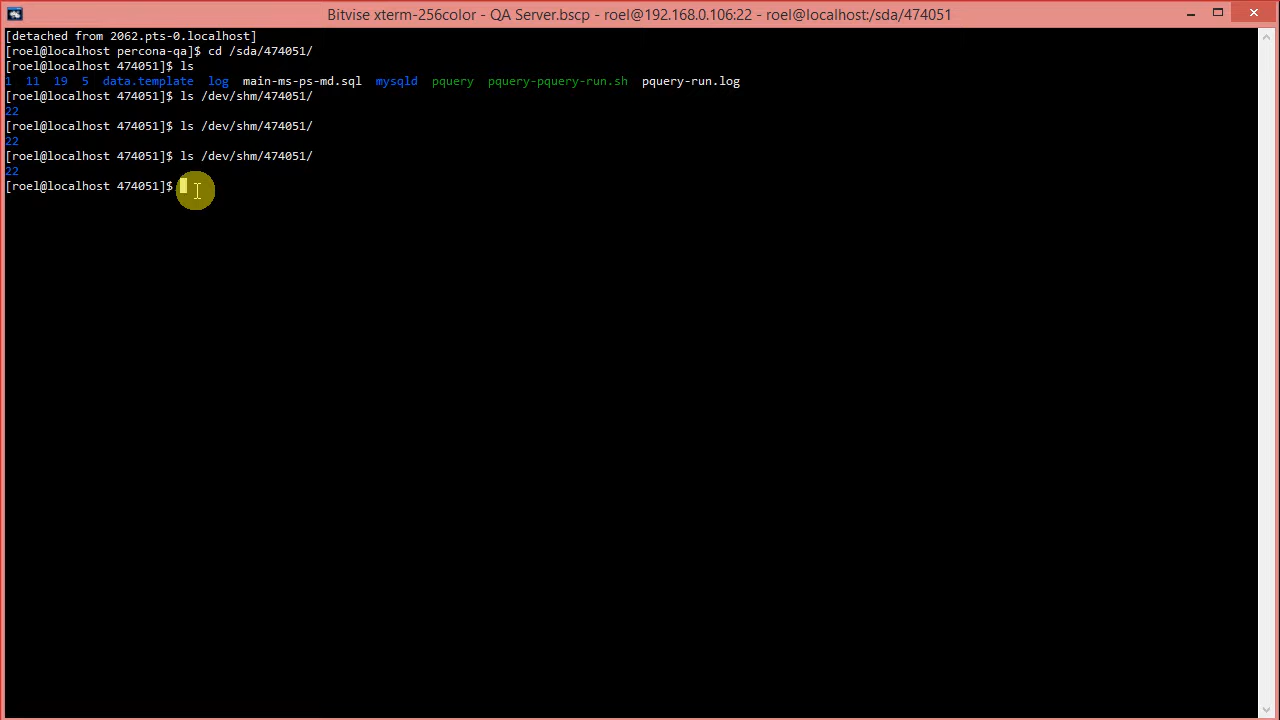 Bitvise xterm-256color - QA Server.bscp - roel@192.168.0.106:22 - roel@localhost:/sda/474051
[detached from 2062.pts-0.localhost]
[roel@localhost percona-qa]$ cd /sda/474051/
[roel@localhost 474051]$ ls
1  11  19  5  data.template  log  main-ms-ps-md.sql  mysqld  pquery  pquery-pquery-run.sh  pquery-run.log
[roel@localhost 474051]$ ls /dev/shm/474051/
22
[roel@localhost 474051]$ ls /dev/shm/474051/
22
[roel@localhost 474051]$ ls /dev/shm/474051/
22
[roel@localhost 474051]$